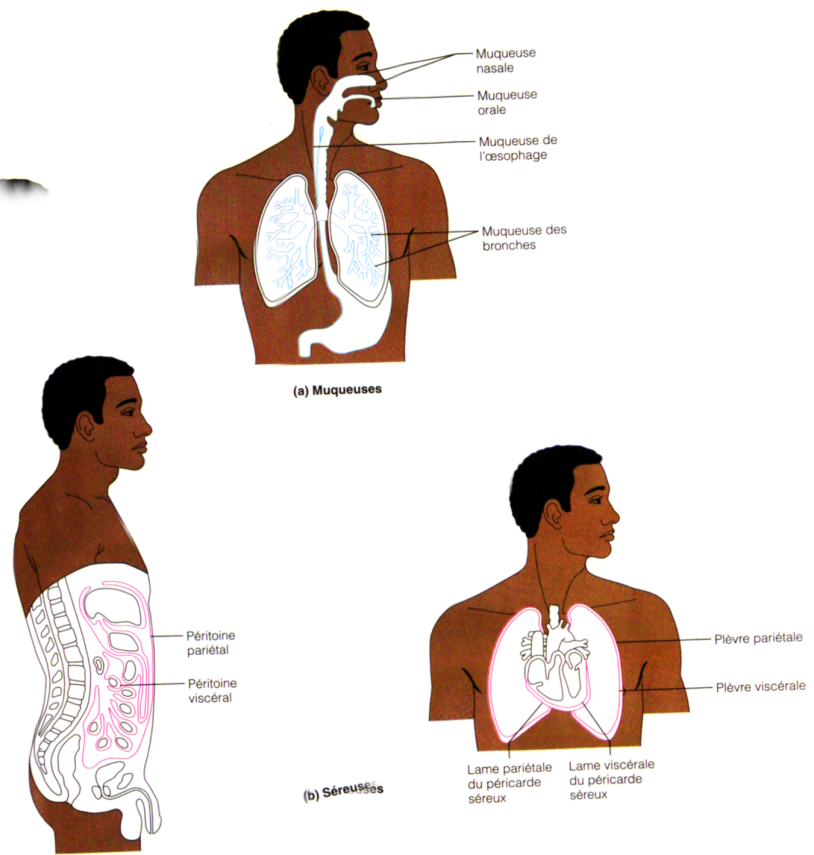 Muqueuse
nasale
Muqueuse
orale
Muqueuse de
l'œsophage
Muqueuse des
bronches
(a) Muqueuses
Péritoine
pariétal
Péritoine
viscéral
Plèvre pariétale
Plèvre viscérale
Lame pariétale
du péricarde
séreux
Lame viscérale
du péricarde
séreux
(b) Séreuses